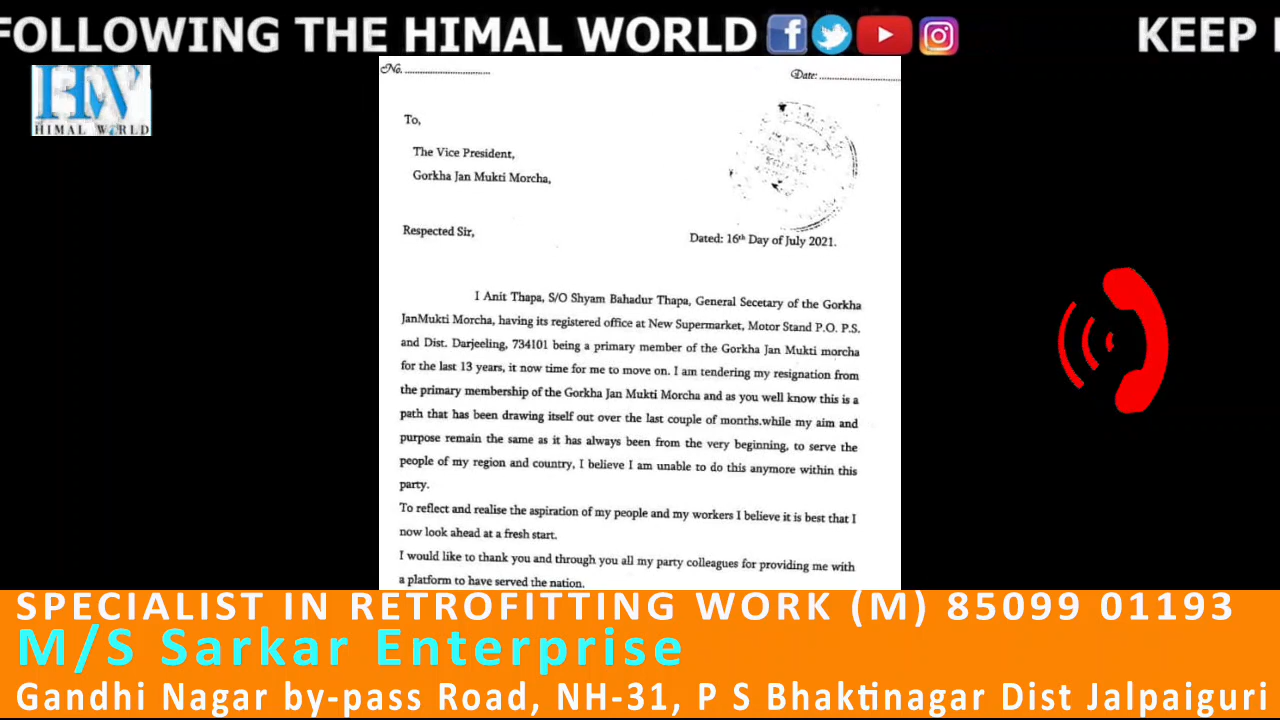 FOLLOWING THE HIMAL WORLD
KEEP
HIMAL WORLD
No. ..............................
Date: ..............................
To,
The Vice President,
Gorkha Jan Mukti Morcha,
Respected Sir,
Dated: 16th Day of July 2021.
I Anit Thapa, S/O Shyam Bahadur Thapa, General Secetary of the Gorkha
JanMukti Morcha, having its registered office at New Supermarket, Motor Stand P.O. P.S.
and Dist. Darjeeling, 734101 being a primary member of the Gorkha Jan Mukti morcha
for the last 13 years, it now time for me to move on. I am tendering my resignation from
the primary membership of the Gorkha Jan Mukti Morcha and as you well know this is a
path that has been drawing itself out over the last couple of months.while my aim and
purpose remain the same as it has always been from the very beginning, to serve the
people of my region and country, I believe I am unable to do this anymore within this
party.
To reflect and realise the aspiration of my people and my workers I believe it is best that I
now look ahead at a fresh start.
I would like to thank you and through you all my party colleagues for providing me with
a platform to have served the nation.
SPECIALIST IN RETROFITTING WORK (M) 85099 01193
M/S Sarkar Enterprise
Gandhi Nagar by-pass Road, NH-31, P S Bhaktinagar Dist Jalpaiguri